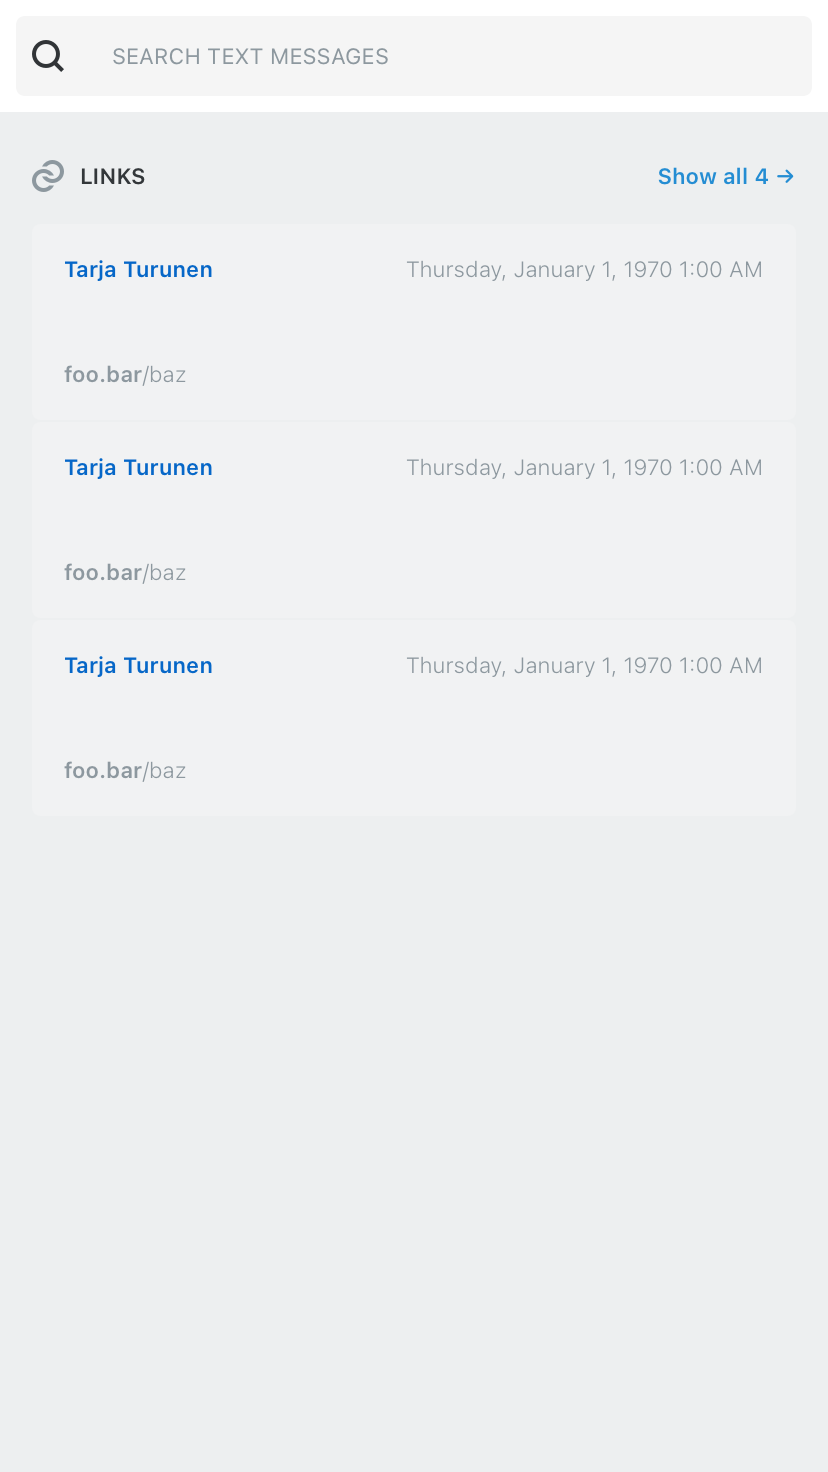 SEARCH TEXT MESSAGES
LINKS Show all 4 →
Tarja Turunen Thursday, January 1, 1970 1:00 AM
foo.bar/baz
Tarja Turunen Thursday, January 1, 1970 1:00 AM
foo.bar/baz
Tarja Turunen Thursday, January 1, 1970 1:00 AM
foo.bar/baz